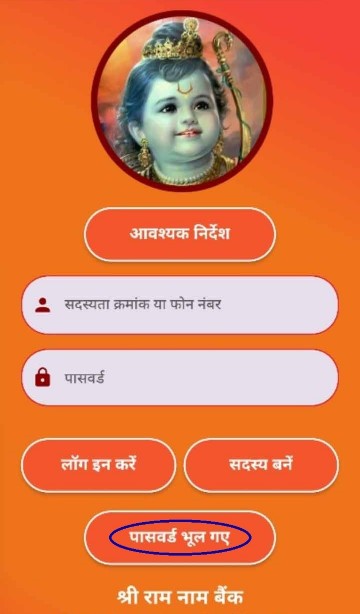 आवश्यक निर्देश
सदस्यता क्रमांक या फोन नंबर
पासवर्ड
लॉग इन करें
सदस्य बनें
पासवर्ड भूल गए
श्री राम नाम बैंक